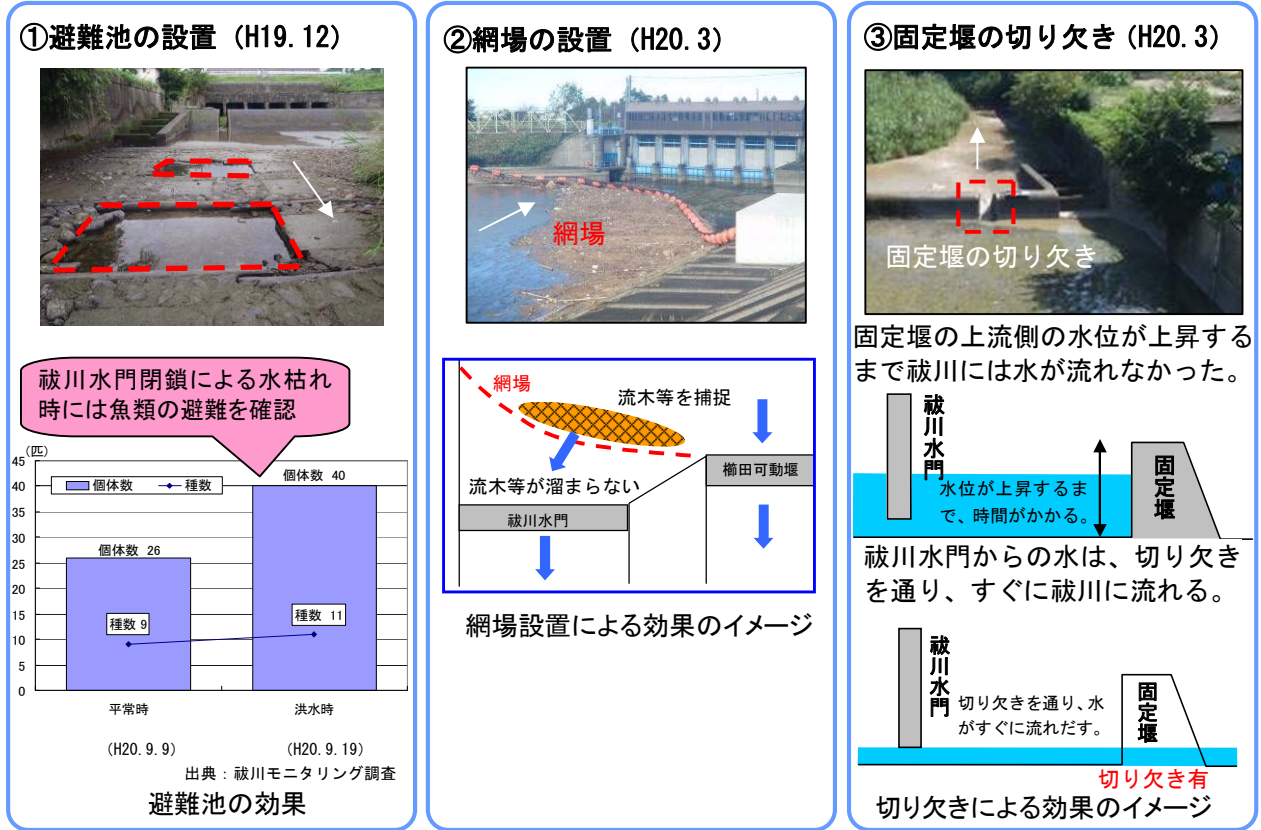 ①避難池の設置 (H19.12)
祓川水門閉鎖による水枯れ
時には魚類の避難を確認
(匹)
45
40
35
30
25
20
15
10
5
0
個体数 種数
個体数 26
個体数 40
種数 9
種数 11
平常時
洪水時
(H20.9.9)
(H20.9.19)
出典：祓川モニタリング調査
避難池の効果
②網場の設置 (H20.3)
網場
網場
流木等を捕捉
流木等が溜まらない
櫛田可動堰
祓川水門
網場設置による効果のイメージ
③固定堰の切り欠き(H20.3)
固定堰の切り欠き
固定堰の上流側の水位が上昇する
まで祓川には水が流れなかった。
祓川水門
水位が上昇するま
で、時間がかかる。
固定堰
祓川水門からの水は、切り欠き
を通り、すぐに祓川に流れる。
祓川水門
切り欠きを通り、水
がすぐに流れだす。
固定堰
切り欠き有
切り欠きによる効果のイメージ